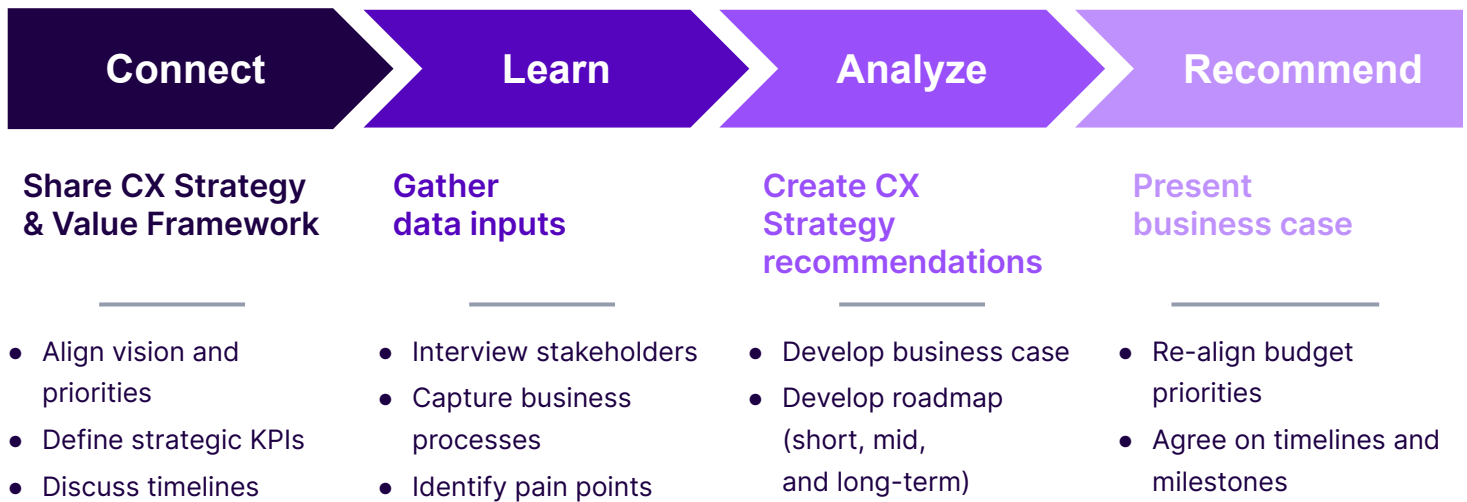 Connect
Learn
Analyze
Recommend
Share CX Strategy
& Value Framework
● Align vision and
priorities
● Define strategic KPIs
● Discuss timelines
Gather
data inputs
● Interview stakeholders
● Capture business
processes
● Identify pain points
Create CX
Strategy
recommendations
● Develop business case
● Develop roadmap
(short, mid,
and long-term)
Present
business case
● Re-align budget
priorities
● Agree on timelines and
milestones